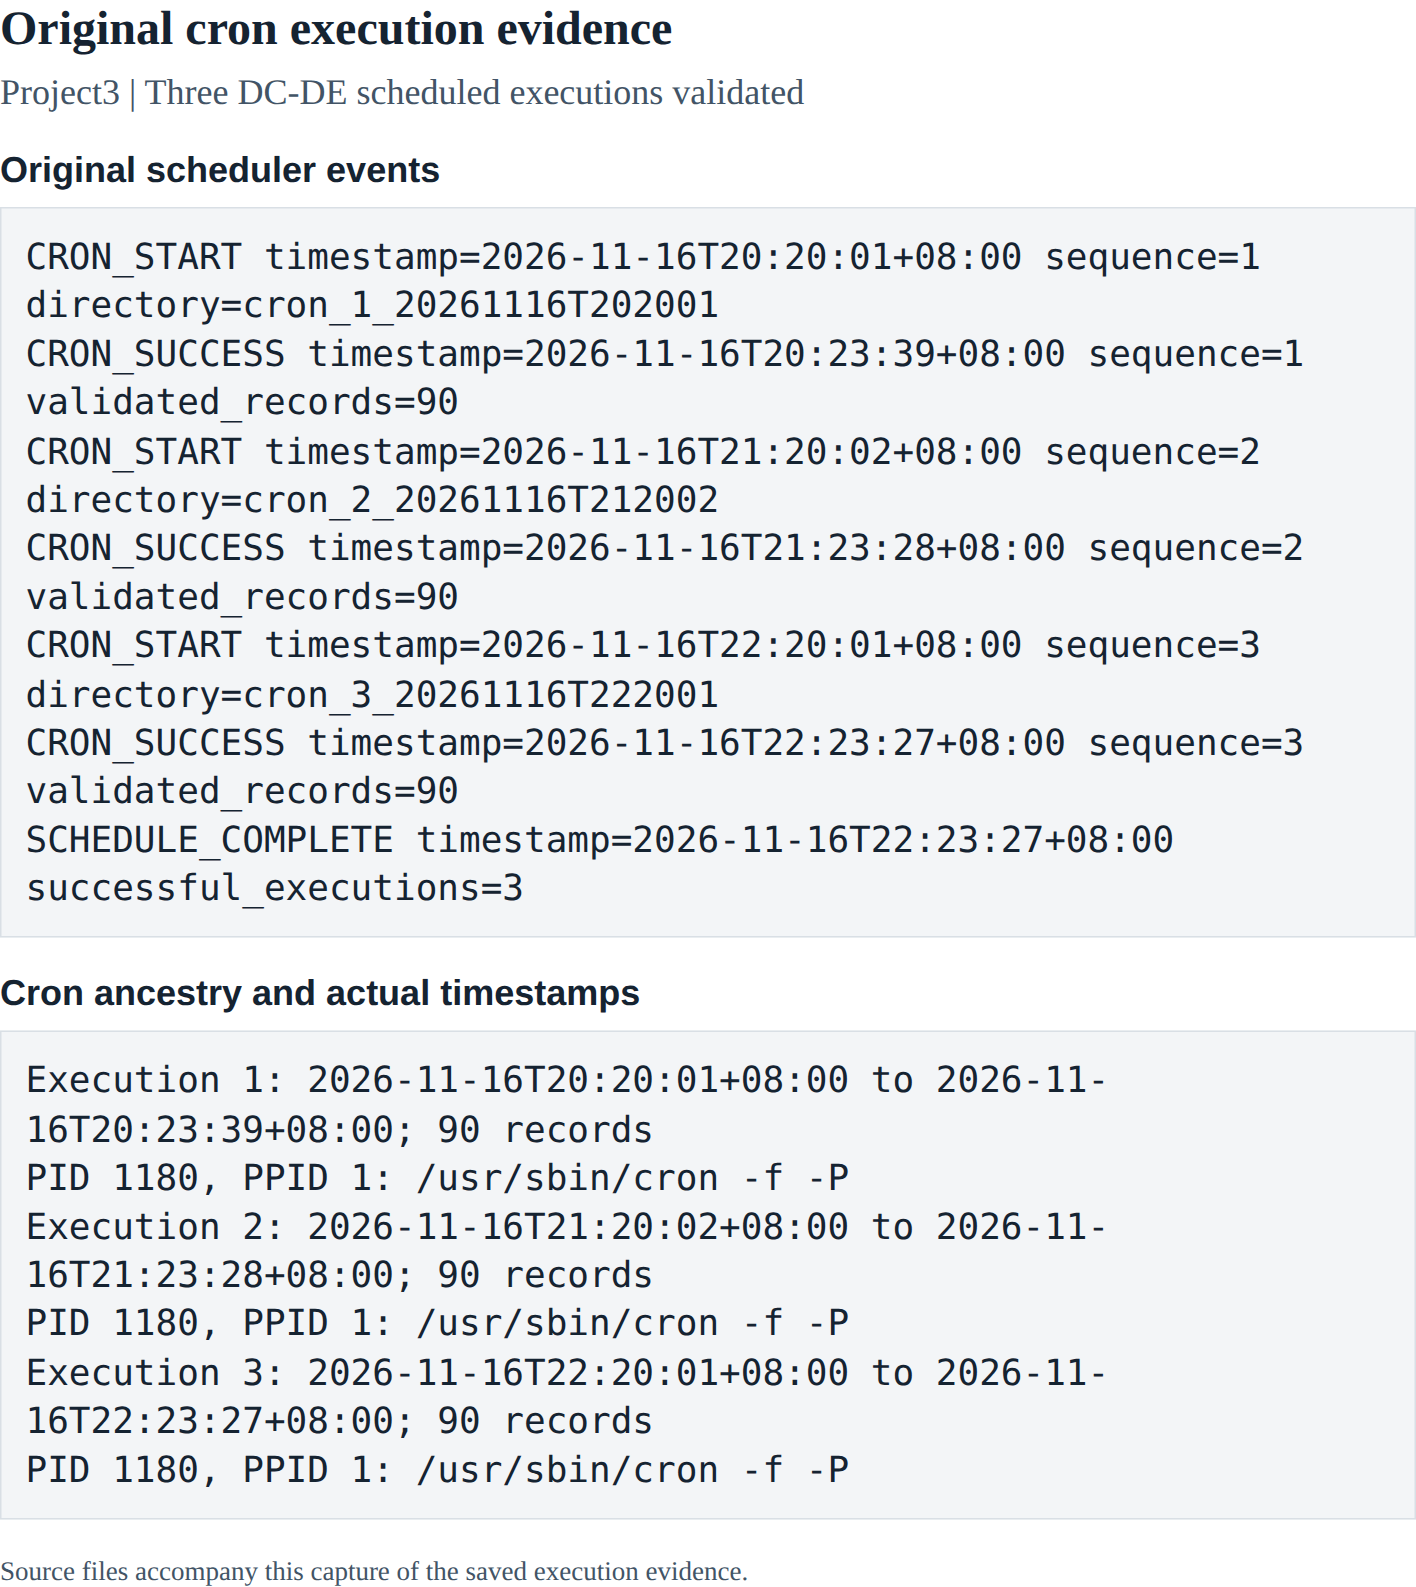 Original cron execution evidence
Project3 | Three DC-DE scheduled executions validated
Original scheduler events
CRON_START timestamp=2026-11-16T20:20:01+08:00 sequence=1
directory=cron_1_20261116T202001
CRON_SUCCESS timestamp=2026-11-16T20:23:39+08:00 sequence=1
validated_records=90
CRON_START timestamp=2026-11-16T21:20:02+08:00 sequence=2
directory=cron_2_20261116T212002
CRON_SUCCESS timestamp=2026-11-16T21:23:28+08:00 sequence=2
validated_records=90
CRON_START timestamp=2026-11-16T22:20:01+08:00 sequence=3
directory=cron_3_20261116T222001
CRON_SUCCESS timestamp=2026-11-16T22:23:27+08:00 sequence=3
validated_records=90
SCHEDULE_COMPLETE timestamp=2026-11-16T22:23:27+08:00
successful_executions=3
Cron ancestry and actual timestamps
Execution 1: 2026-11-16T20:20:01+08:00 to 2026-11-
16T20:23:39+08:00; 90 records
PID 1180, PPID 1: /usr/sbin/cron -f -P
Execution 2: 2026-11-16T21:20:02+08:00 to 2026-11-
16T21:23:28+08:00; 90 records
PID 1180, PPID 1: /usr/sbin/cron -f -P
Execution 3: 2026-11-16T22:20:01+08:00 to 2026-11-
16T22:23:27+08:00; 90 records
PID 1180, PPID 1: /usr/sbin/cron -f -P
Source files accompany this capture of the saved execution evidence.